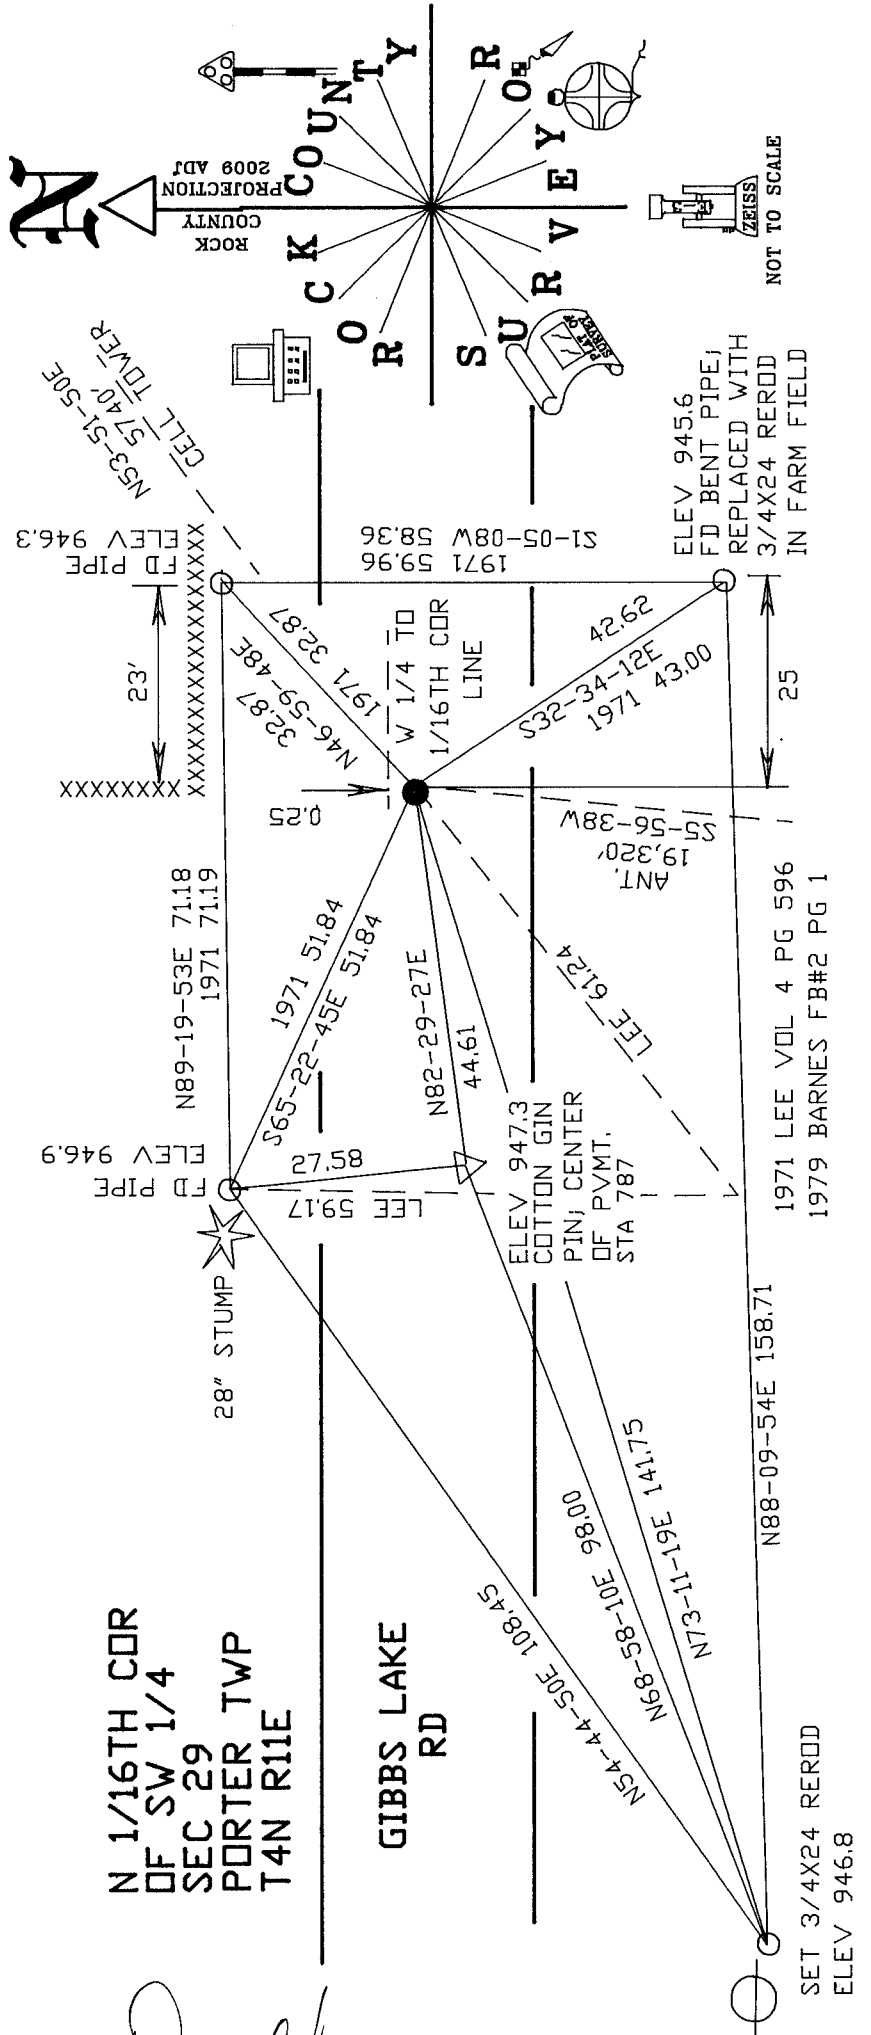 N 1/16TH COR
OF SW 1/4
SEC 29
PORTER TWP
T4N R11E
GIBBS LAKE
RD
28" STUMP
FD PIPE
ELEV 946.9
N89-19-53E 71.18
1971 71.19
1971 51.84
S65-22-45E 51.84
27.58
LEE 59.17
N82-29-27E
44.61
ELEV 947.3
COTTON GIN
PIN; CENTER
OF PVMT.
STA 787
LEE 61.24
N54-44-50E 108.45
N68-58-10E 98.00
N73-11-19E 141.75
N88-09-54E 158.71
SET 3/4X24 REROD
ELEV 946.8
1971 LEE VOL 4 PG 596
1979 BARNES FB#2 PG 1
XXXXXXXXX
XXXXXXXXXXXXXXXXXXXXX
23'
0.25
FD PIPE
ELEV 946.3
N46-59-48E
32.87
1971 32.87
W 1/4 TO
1/16TH COR
LINE
N53-51-50E
5740'
CELL TOWER
S1-05-08W 58.36
1971 59.96
42.62
S32-34-12E
1971 43.00
S5-56-38W
19,320'
ANT.
25
ELEV 945.6
FD BENT PIPE;
REPLACED WITH
3/4X24 REROD
IN FARM FIELD
N
ROCK
COUNTY
PROJECTION
2009 ADJ
ROCK COUNTY
SURVEYOR
PLAT OF
SURVEY
ZEISS
NOT TO SCALE